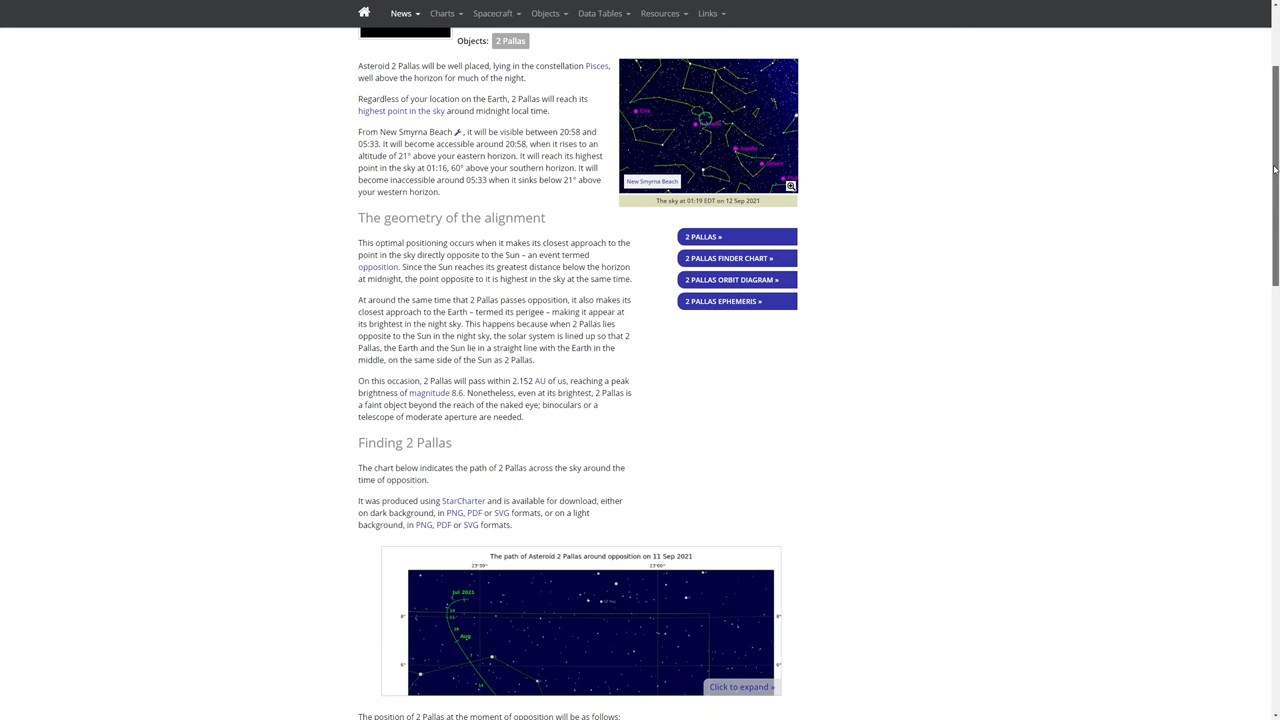 News Charts Spacecraft Objects Data Tables Resources Links
Objects: 2 Pallas
Asteroid 2 Pallas will be well placed, lying in the constellation Pisces,
well above the horizon for much of the night.
Regardless of your location on the Earth, 2 Pallas will reach its
highest point in the sky around midnight local time.
From New Smyrna Beach , it will be visible between 20:58 and
05:33. It will become accessible around 20:58, when it rises to an
altitude of 21° above your eastern horizon. It will reach its highest
point in the sky at 01:16, 60° above your southern horizon. It will
become inaccessible around 05:33 when it sinks below 21° above
your western horizon.
New Smyrna Beach
The sky at 01:19 EDT on 12 Sep 2021
2 PALLAS »
2 PALLAS FINDER CHART »
2 PALLAS ORBIT DIAGRAM »
2 PALLAS EPHEMERIS »
The geometry of the alignment
This optimal positioning occurs when it makes its closest approach to the
point in the sky directly opposite to the Sun – an event termed
opposition. Since the Sun reaches its greatest distance below the horizon
at midnight, the point opposite to it is highest in the sky at the same time.
At around the same time that 2 Pallas passes opposition, it also makes its
closest approach to the Earth – termed its perigee – making it appear at
its brightest in the night sky. This happens because when 2 Pallas lies
opposite to the Sun in the night sky, the solar system is lined up so that 2
Pallas, the Earth and the Sun lie in a straight line with the Earth in the
middle, on the same side of the Sun as 2 Pallas.
On this occasion, 2 Pallas will pass within 2.152 AU of us, reaching a peak
brightness of magnitude 8.6. Nonetheless, even at its brightest, 2 Pallas is
a faint object beyond the reach of the naked eye; binoculars or a
telescope of moderate aperture are needed.
Finding 2 Pallas
The chart below indicates the path of 2 Pallas across the sky around the
time of opposition.
It was produced using StarCharter and is available for download, either
on dark background, in PNG, PDF or SVG formats, or on a light
background, in PNG, PDF or SVG formats.
The path of Asteroid 2 Pallas around opposition on 11 Sep 2021
Jul 2021
Aug
Click to expand »
The position of 2 Pallas at the moment of opposition will be as follows: